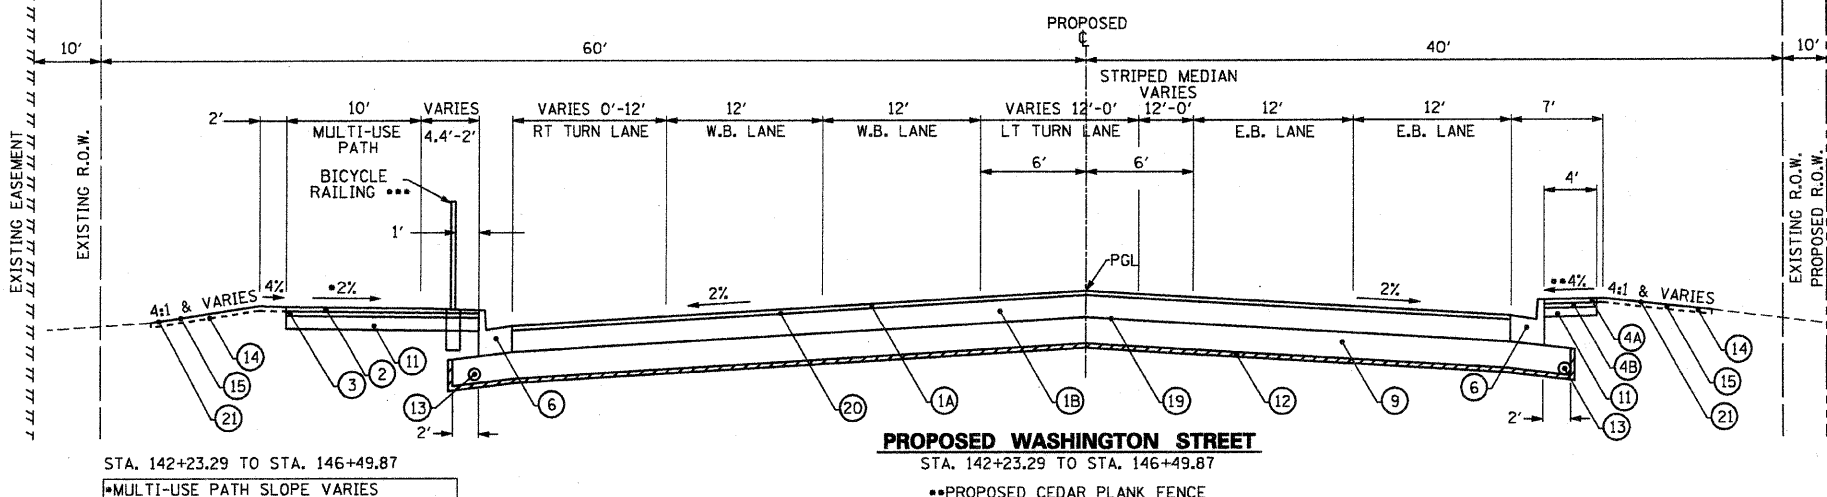 PROPOSED
℄
10'
60'
40'
10'
STRIPED MEDIAN
VARIES
2'
10'
MULTI-USE
PATH
VARIES
4.4'-2'
VARIES 0'-12'
RT TURN LANE
12'
W.B. LANE
12'
W.B. LANE
VARIES 12'-0'
LT TURN LANE
12'-0'
12'
E.B. LANE
12'
E.B. LANE
7'
6'
6'
4'
EXISTING EASEMENT
EXISTING R.O.W.
BICYCLE
RAILING ***
1'
PGL
EXISTING R.O.W.
PROPOSED R.O.W.
4:1 & VARIES
4%
*2%
2%
2%
**4%
4:1 & VARIES
14
15
21
3
2
11
13
6
2'
20
1A
1B
19
12
9
6
4A
4B
11
13
2'
14
15
21
PROPOSED WASHINGTON STREET
STA. 142+23.29 TO STA. 146+49.87
STA. 142+23.29 TO STA. 146+49.87
*MULTI-USE PATH SLOPE VARIES
**PROPOSED CEDAR PLANK FENCE